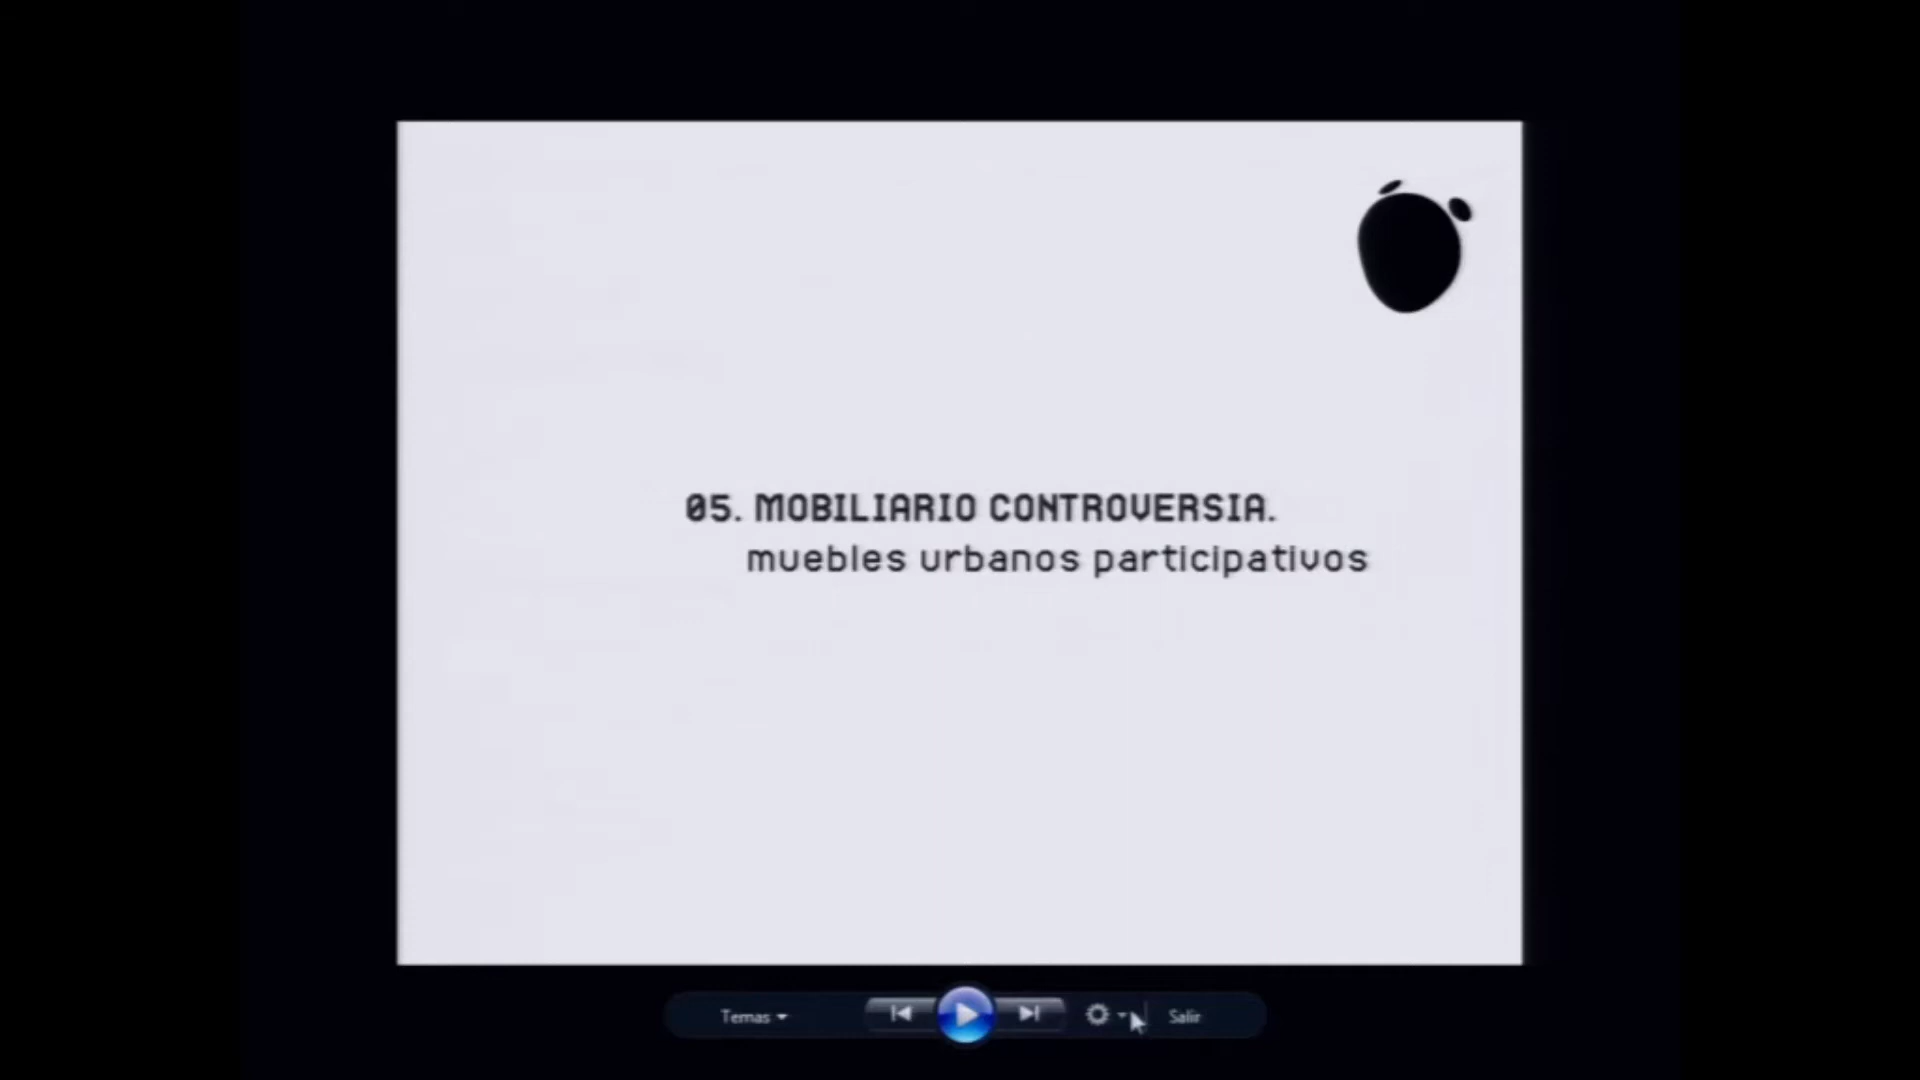 05. MOBILIARIO CONTROVERSIA.
muebles urbanos participativos
Temas
Salir